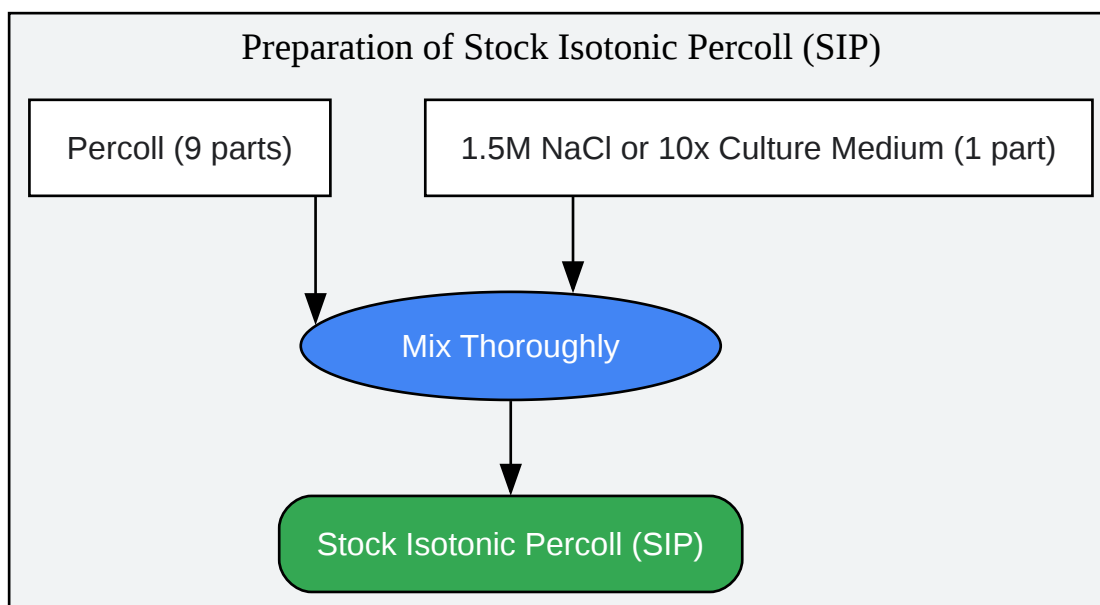 Preparation of Stock Isotonic Percoll (SIP)
Percoll (9 parts)
1.5M NaCl or 10x Culture Medium (1 part)
Mix Thoroughly
Stock Isotonic Percoll (SIP)